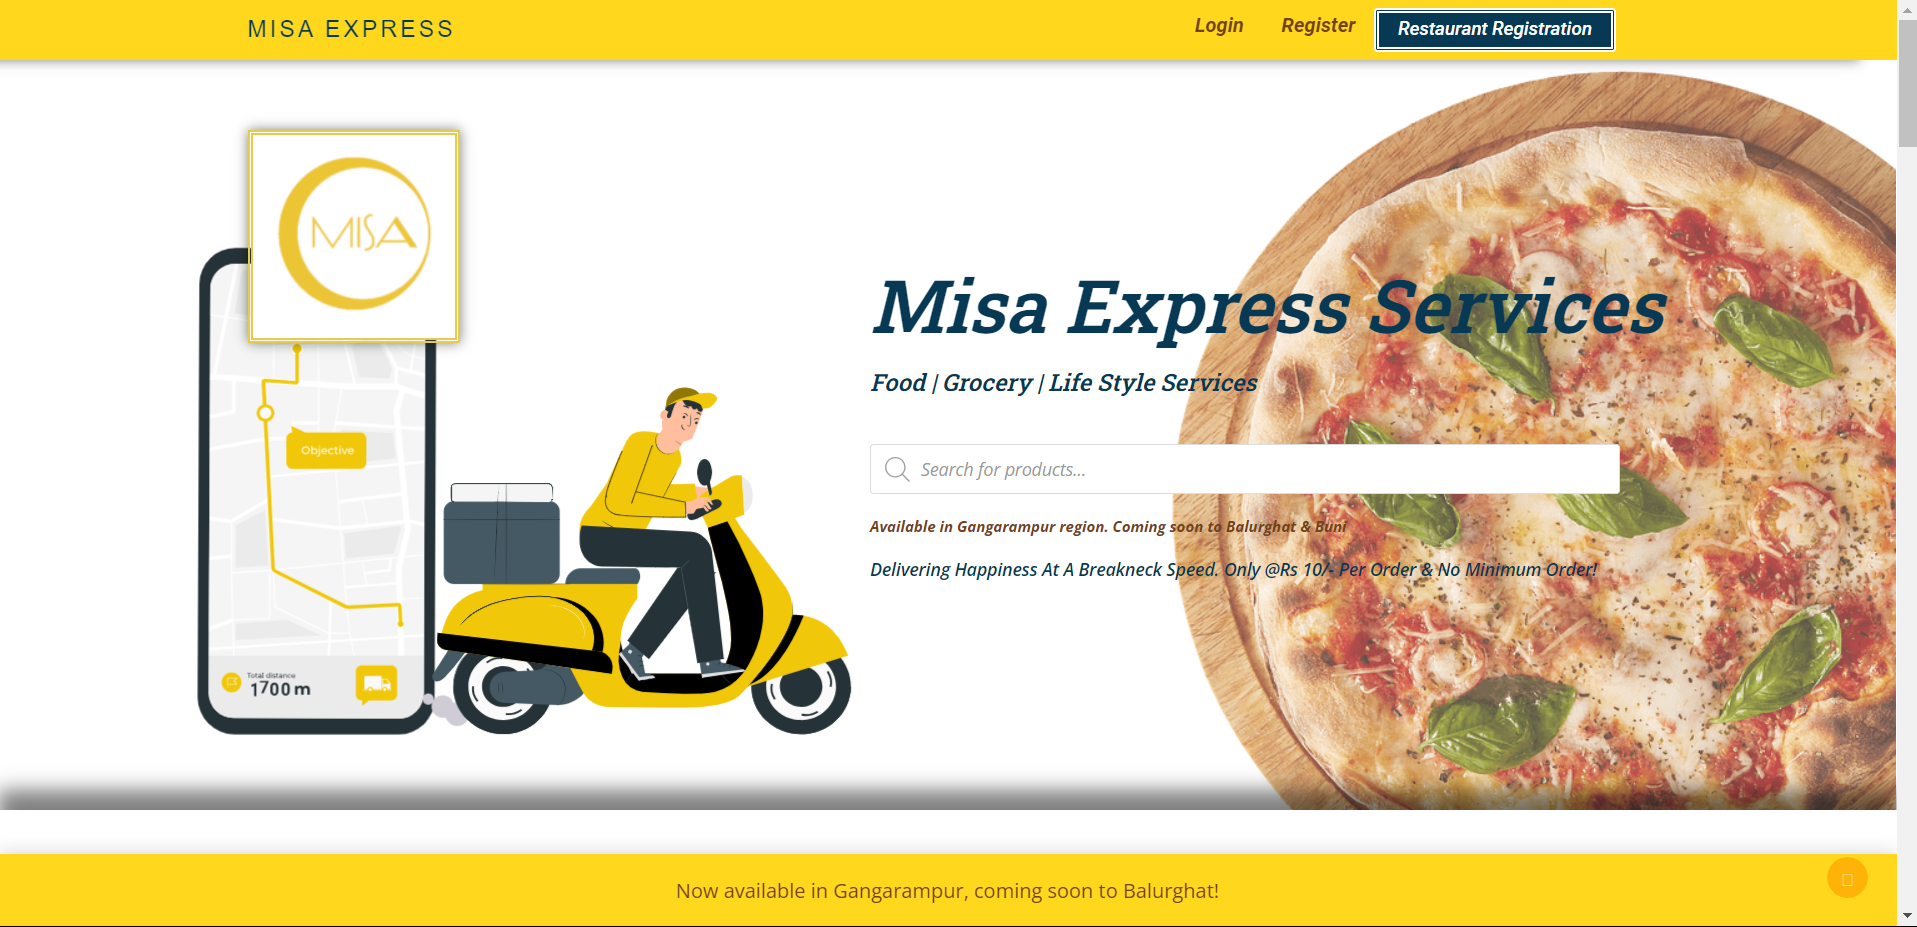 MISA EXPRESS
Login
Register
Restaurant Registration
MISA
Misa Express Services
Food | Grocery | Life Style Services
Objective
Search for products...
Available in Gangarampur region. Coming soon to Balurghat & Buni
Delivering Happiness At A Breakneck Speed. Only @Rs 10/- Per Order & No Minimum Order!
Total distance
1700 m
Now available in Gangarampur, coming soon to Balurghat!